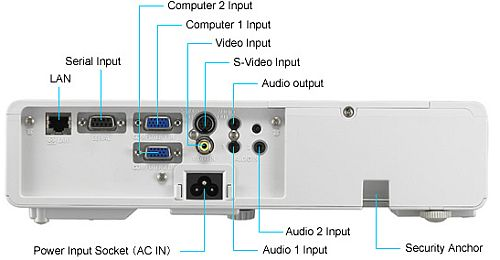 Computer 2 Input
Computer 1 Input
Video Input
S-Video Input
Serial Input
LAN
Audio output
Power Input Socket (AC IN)
Audio 2 Input
Audio 1 Input
Security Anchor